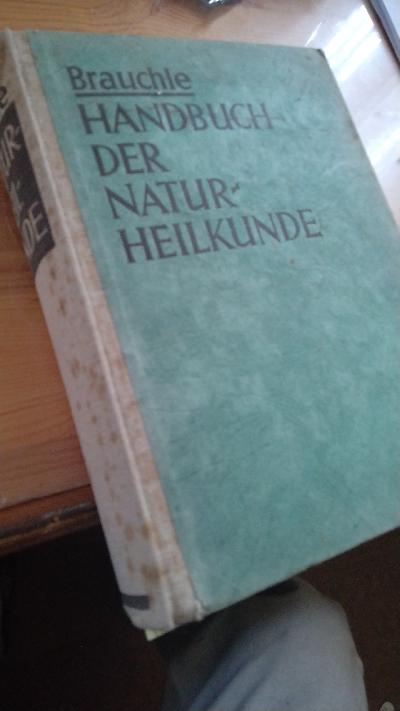 Brauchle
HANDBUCH
DER
NATUR-
HEILKUNDE